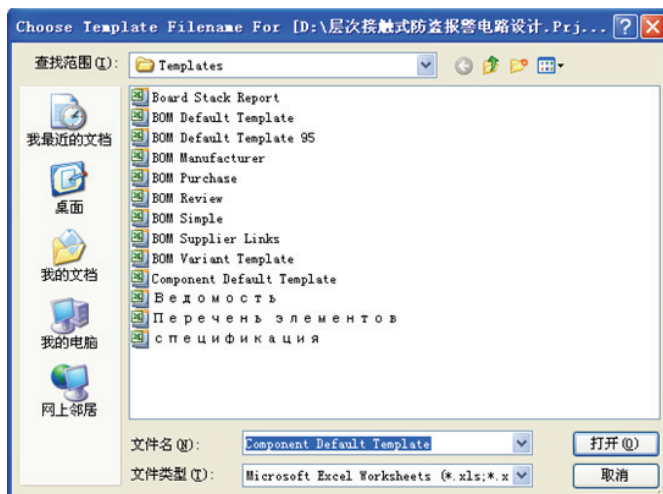 Choose Template Filename For [D:\层次接触式防盗报警电路设计.Prj...
查找范围(I): Templates
我最近的文档
桌面
我的文档
我的电脑
网上邻居
Board Stack Report
BOM Default Template
BOM Default Template 95
BOM Manufacturer
BOM Purchase
BOM Review
BOM Simple
BOM Supplier Links
BOM Variant Template
Component Default Template
Ведомость
Перечень элементов
спецификация
文件名(N): Component Default Template 打开(O)
文件类型(T): Microsoft Excel Worksheets (*.xls;*.x 取消